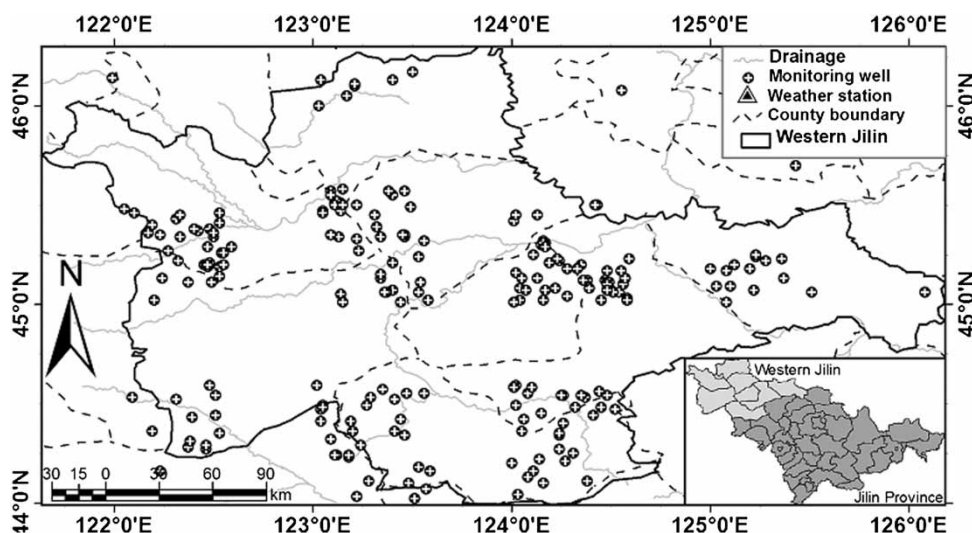 122°0'E 123°0'E 124°0'E 125°0'E 126°0'E
Drainage
Monitoring well
Weather station
County boundary
Western Jilin
46°0'N 46°0'N
45°0'N 45°0'N
N
Western Jilin
Jilin Province
30 15 0 30 60 90
km
44°0'N 44°0'N
122°0'E 123°0'E 124°0'E 125°0'E 126°0'E